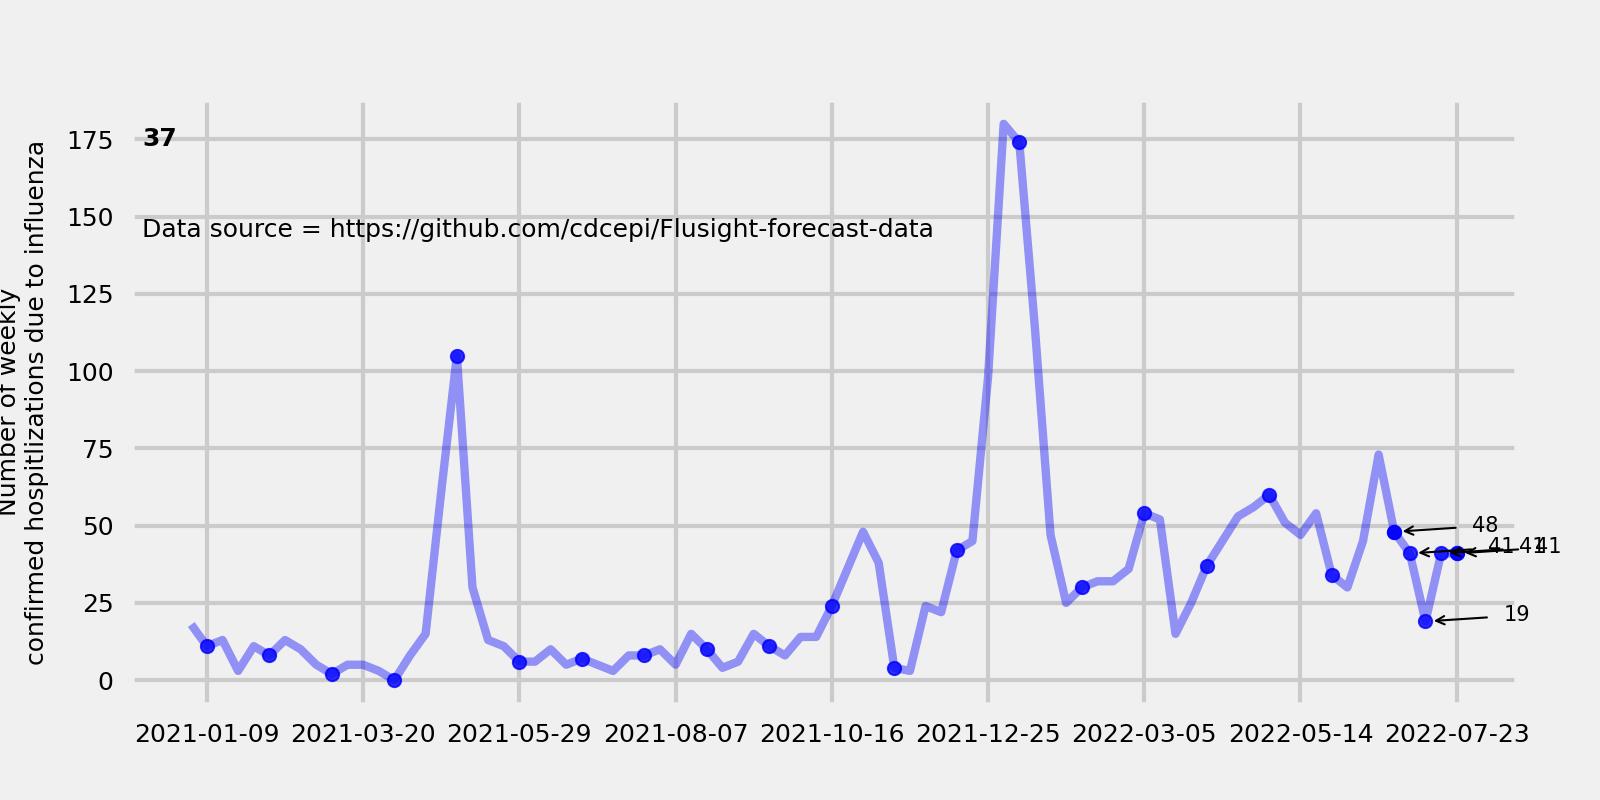 Number of weekly
confirmed hospitlizations due to influenza
175
150
125
100
75
50
25
0
37
Data source = https://github.com/cdcepi/Flusight-forecast-data
48
41 41 41
19
2021-01-09 2021-03-20 2021-05-29 2021-08-07 2021-10-16 2021-12-25 2022-03-05 2022-05-14 2022-07-23